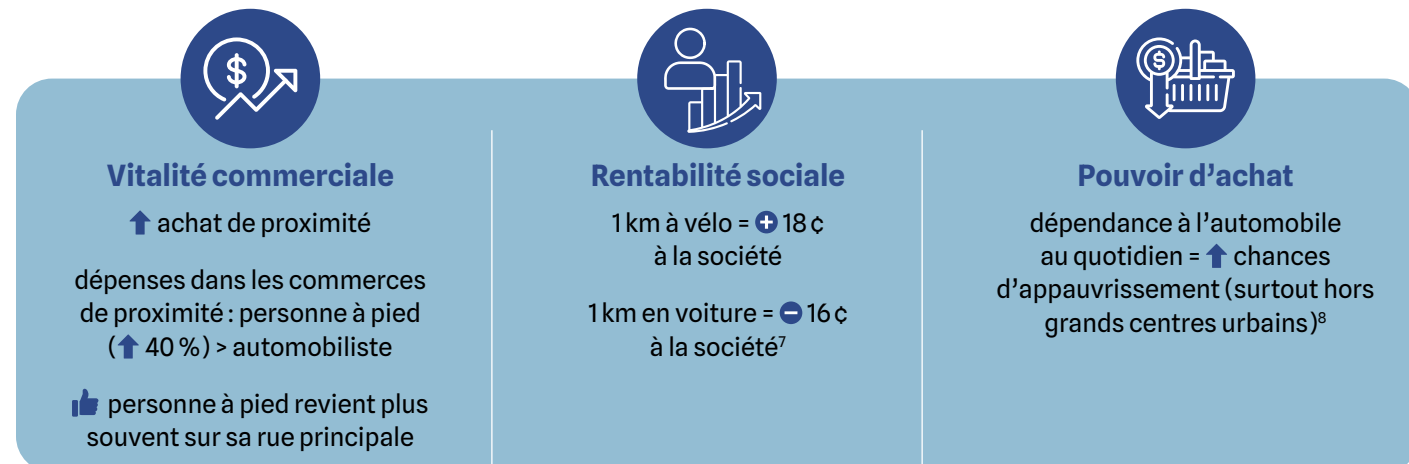 $
Vitalité commerciale
⬆ achat de proximité
dépenses dans les commerces
de proximité : personne à pied
(⬆ 40 %) > automobiliste
👍 personne à pied revient plus
souvent sur sa rue principale
Rentabilité sociale
1 km à vélo = + 18 ¢
à la société
1 km en voiture = − 16 ¢
à la société⁷
$
Pouvoir d’achat
dépendance à l’automobile
au quotidien = ⬆ chances
d’appauvrissement (surtout hors
grands centres urbains)⁸